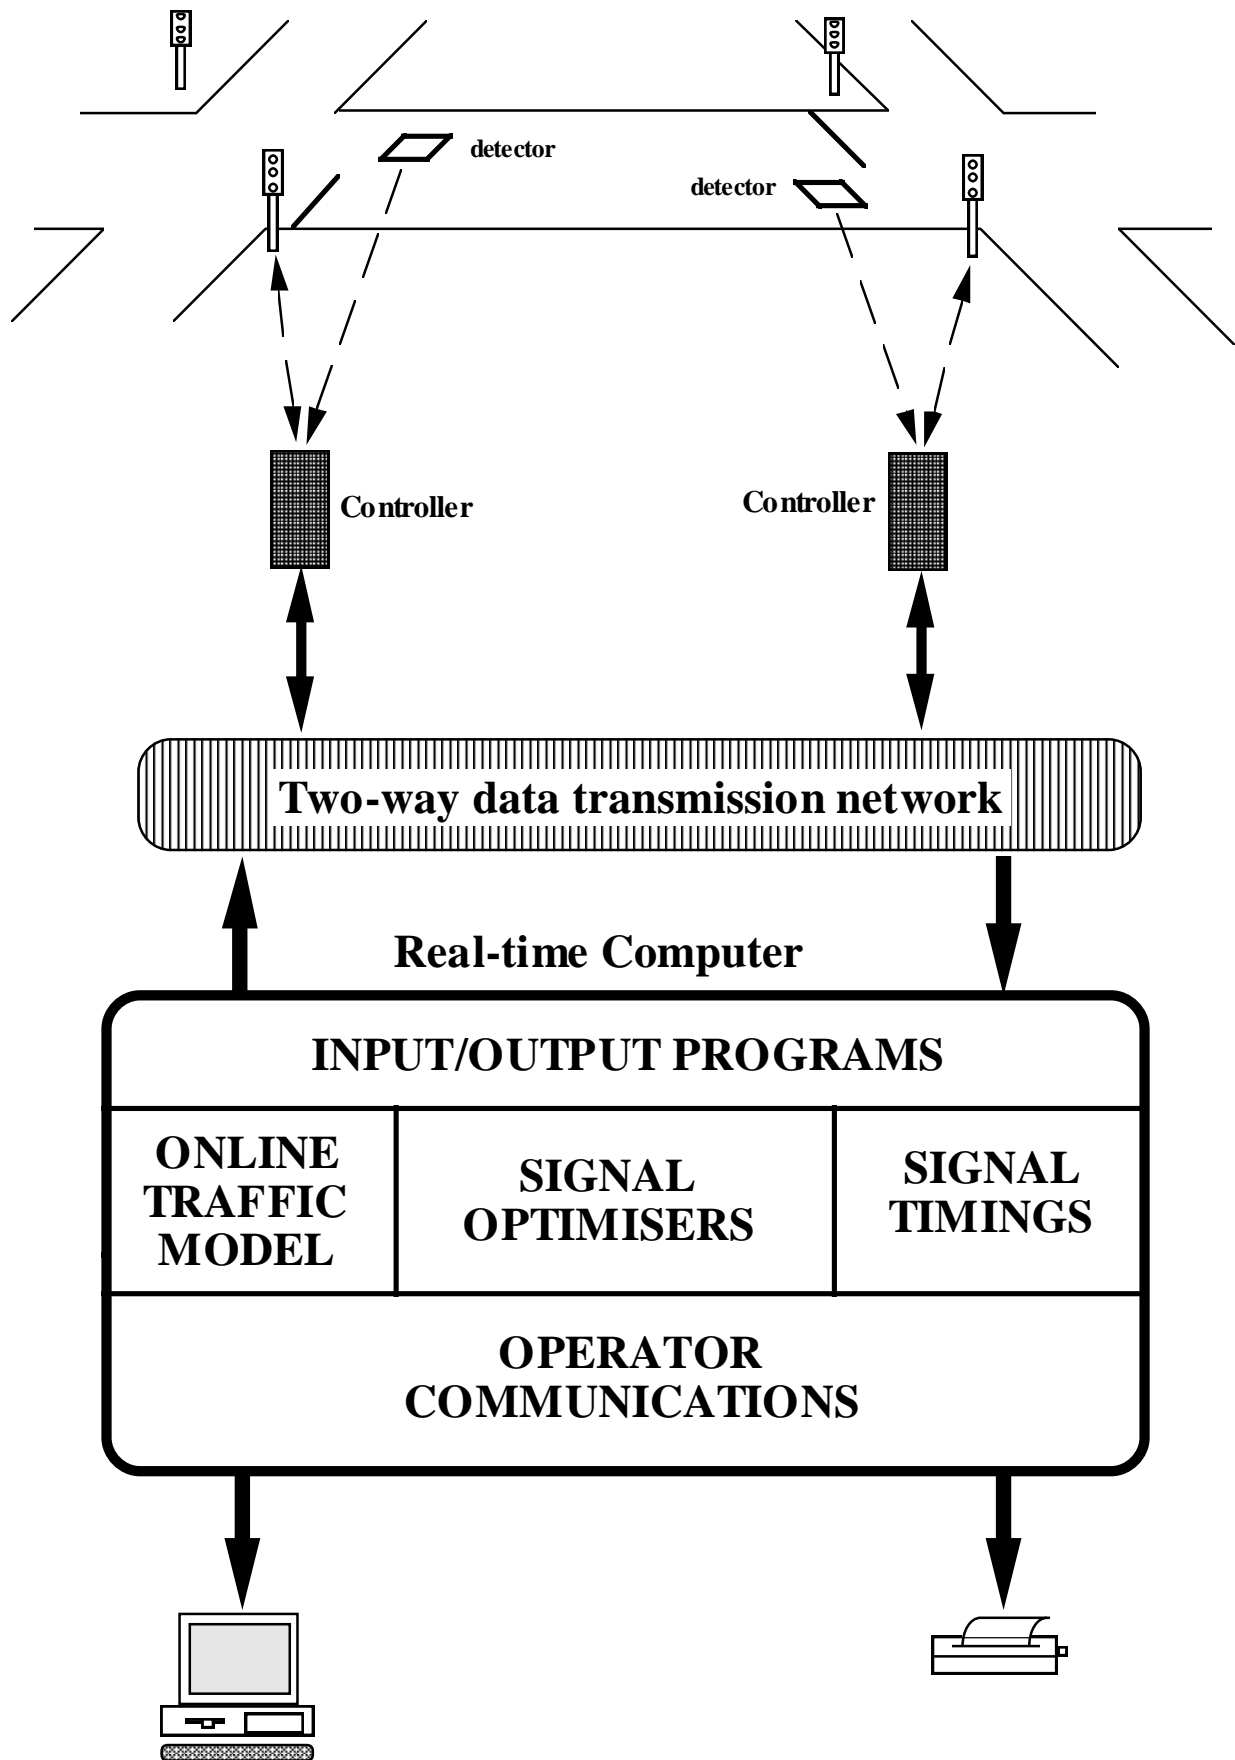 detector
detector
Controller
Controller
Two-way data transmission network
Real-time Computer
INPUT/OUTPUT PROGRAMS
ONLINE
TRAFFIC
MODEL
SIGNAL
OPTIMISERS
SIGNAL
TIMINGS
OPERATOR
COMMUNICATIONS